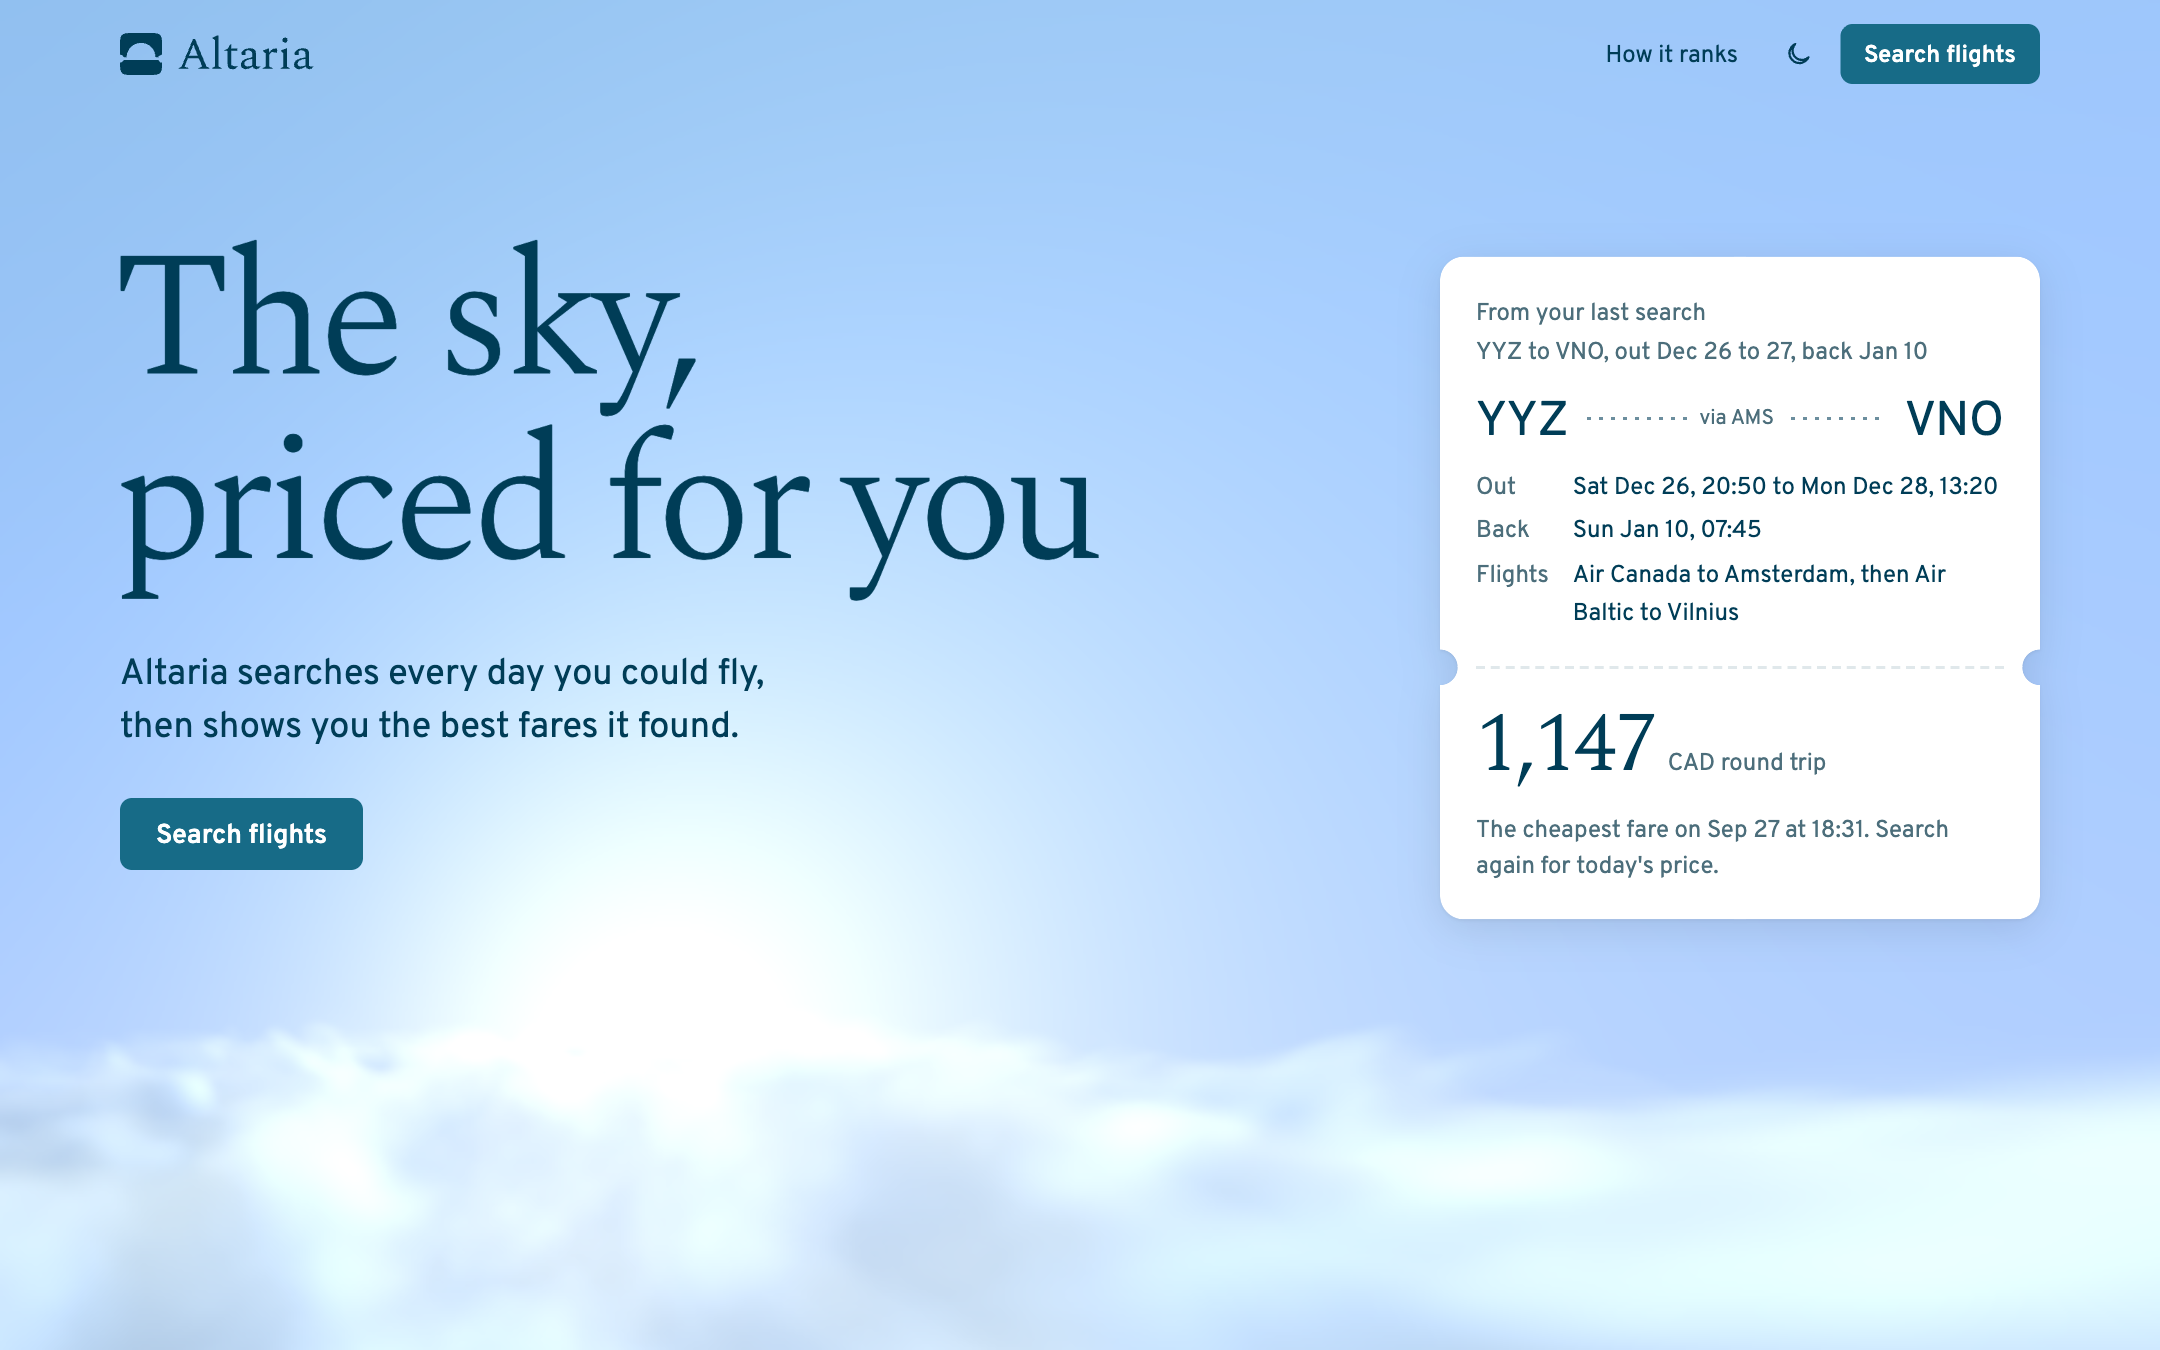 Altaria
How it ranks
Search flights
The sky,
priced for you
Altaria searches every day you could fly,
then shows you the best fares it found.
Search flights
From your last search
YYZ to VNO, out Dec 26 to 27, back Jan 10
YYZ via AMS VNO
Out Sat Dec 26, 20:50 to Mon Dec 28, 13:20
Back Sun Jan 10, 07:45
Flights Air Canada to Amsterdam, then Air
Baltic to Vilnius
1,147 CAD round trip
The cheapest fare on Sep 27 at 18:31. Search
again for today's price.